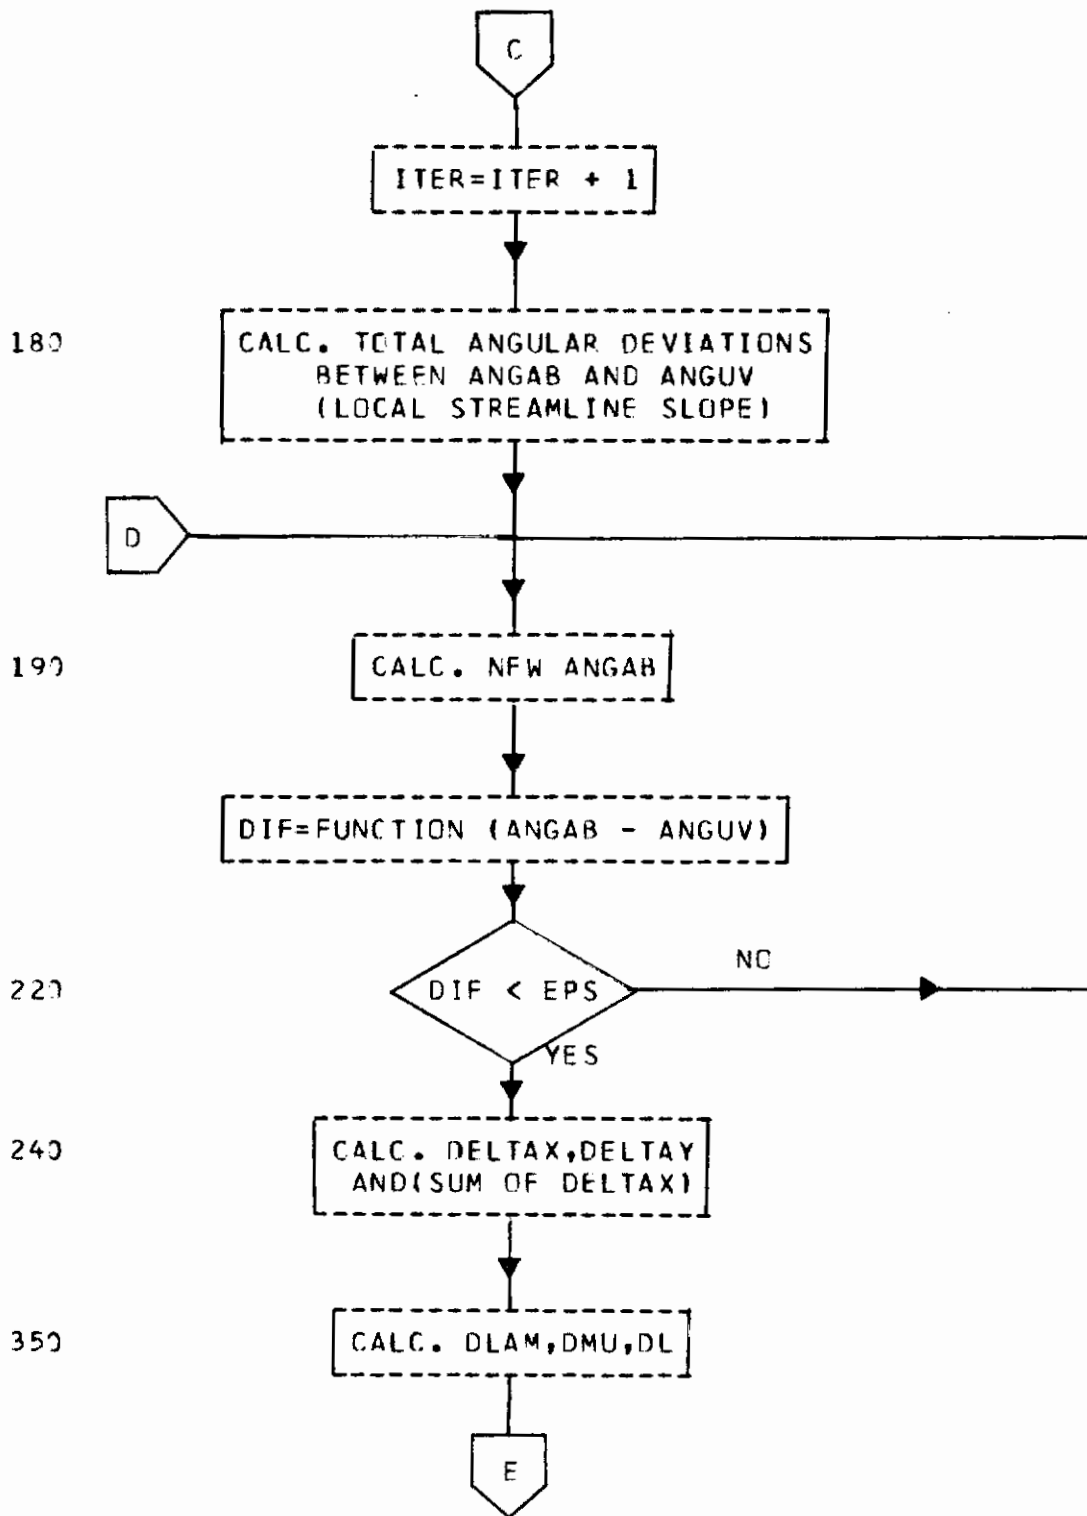 C
ITER=ITER + 1
180 CALC. TOTAL ANGULAR DEVIATIONS
BETWEEN ANGAB AND ANGUV
(LOCAL STREAMLINE SLOPE)
D
190 CALC. NEW ANGAB
DIF=FUNCTION (ANGAB - ANGUV)
NO
220 DIF < EPS
YES
240 CALC. DELTAX,DELTAY
AND(SUM OF DELTAX)
350 CALC. DLAM,DMU,DL
E